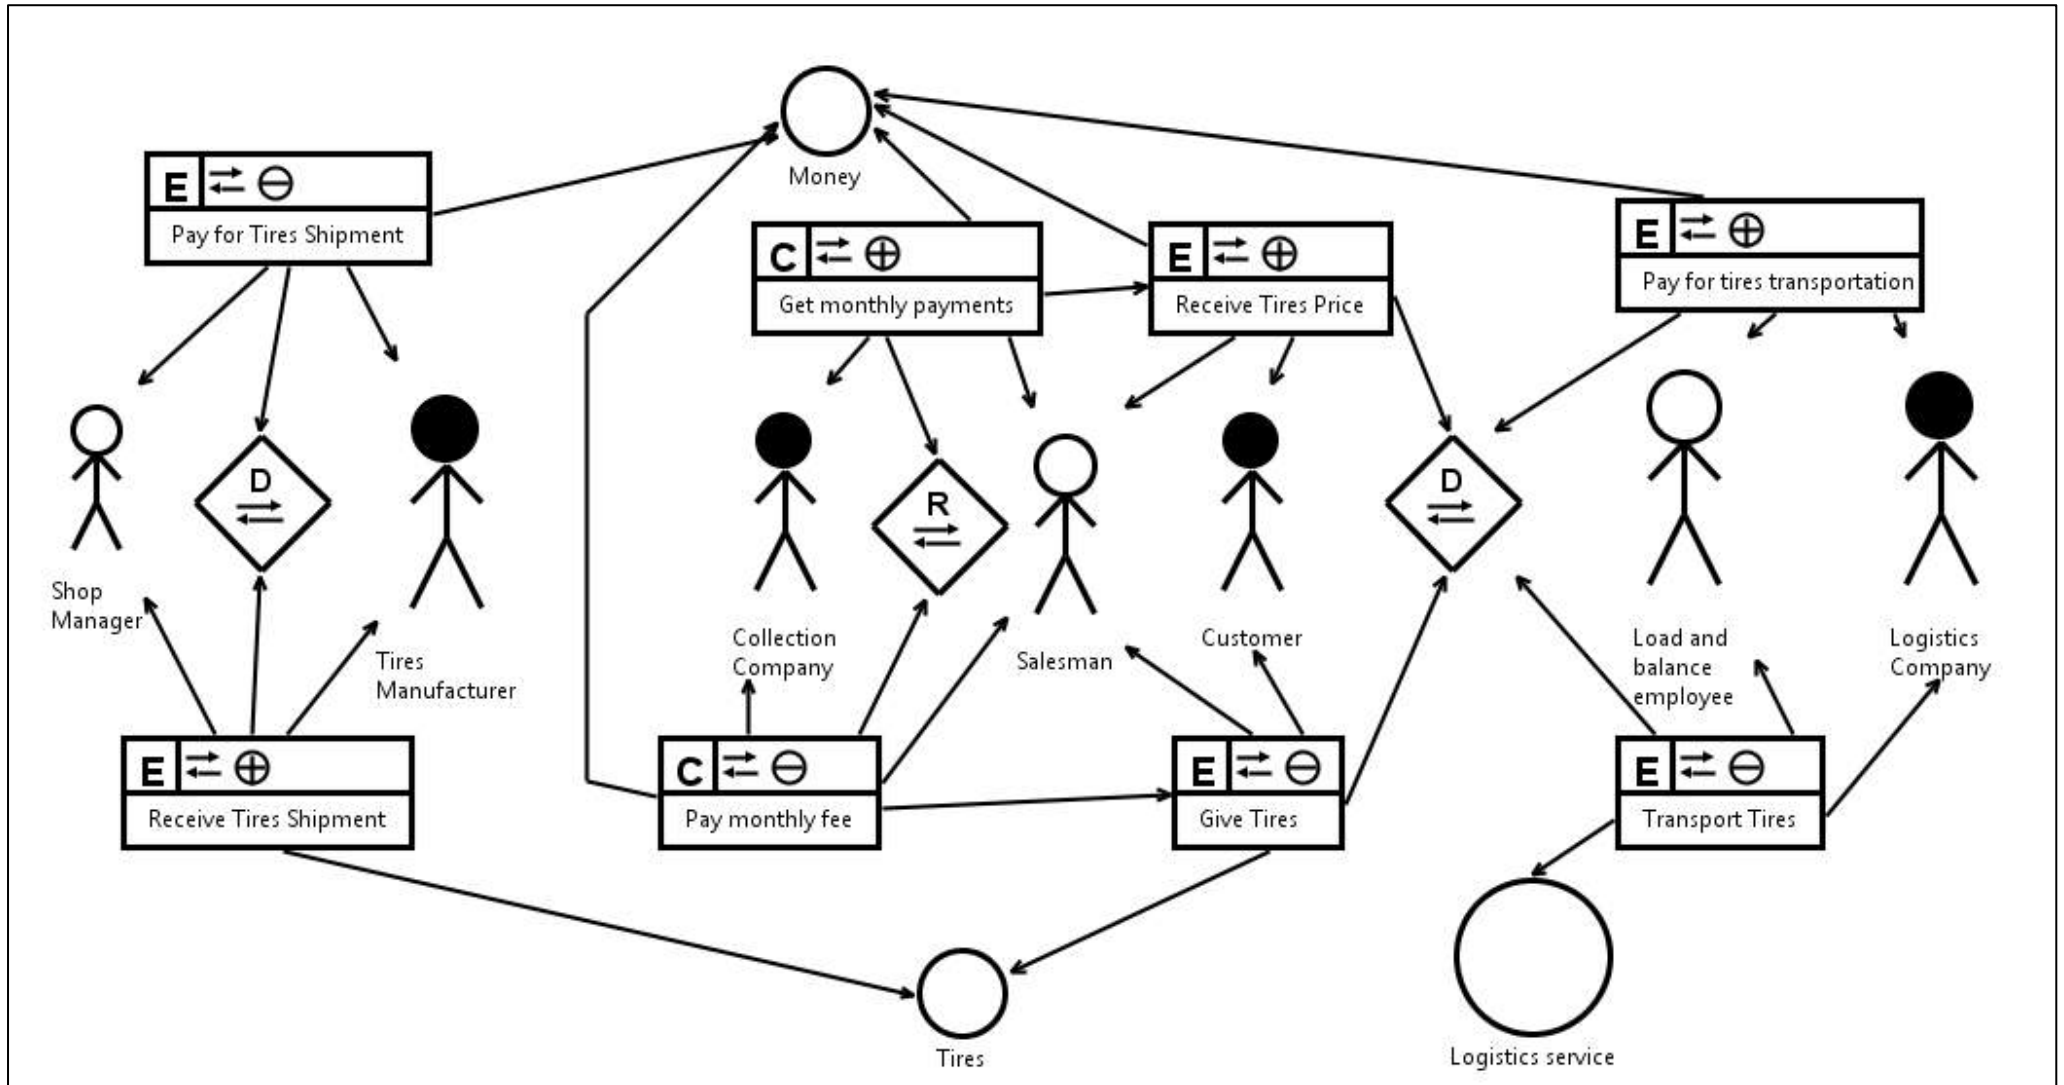 Money
E
Pay for Tires Shipment
C
Get monthly payments
E
Receive Tires Price
E
Pay for tires transportation
D
R
D
Shop
Manager
Tires
Manufacturer
Collection
Company
Salesman
Customer
Load and
balance
employee
Logistics
Company
E
Receive Tires Shipment
C
Pay monthly fee
E
Give Tires
E
Transport Tires
Tires
Logistics service